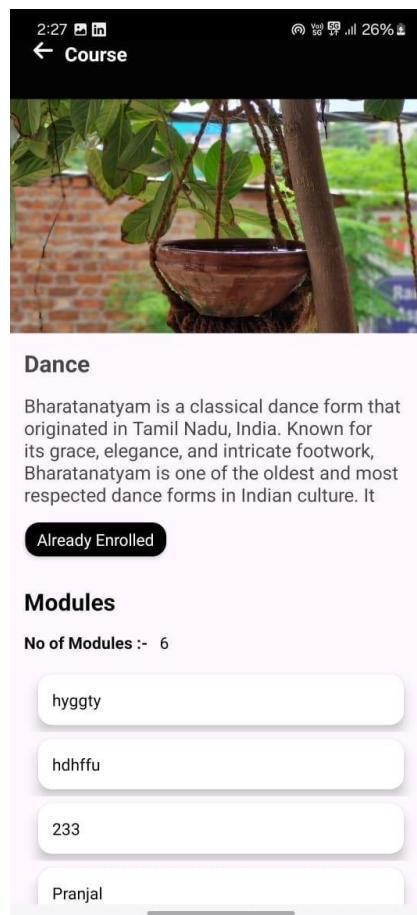 2:27
26%
Course
Dance
Bharatanatyam is a classical dance form that
originated in Tamil Nadu, India. Known for
its grace, elegance, and intricate footwork,
Bharatanatyam is one of the oldest and most
respected dance forms in Indian culture. It
Already Enrolled
Modules
No of Modules :- 6
hyggty
hdhffu
233
Pranjal